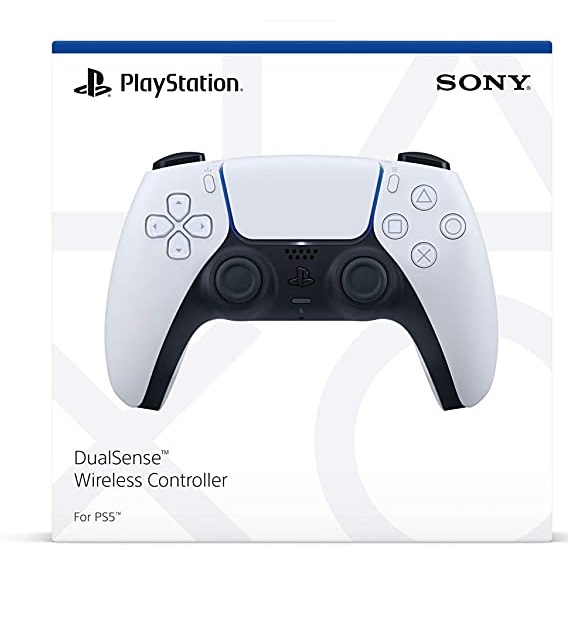 PlayStation®
SONY®
DualSense™
Wireless Controller
For PS5™